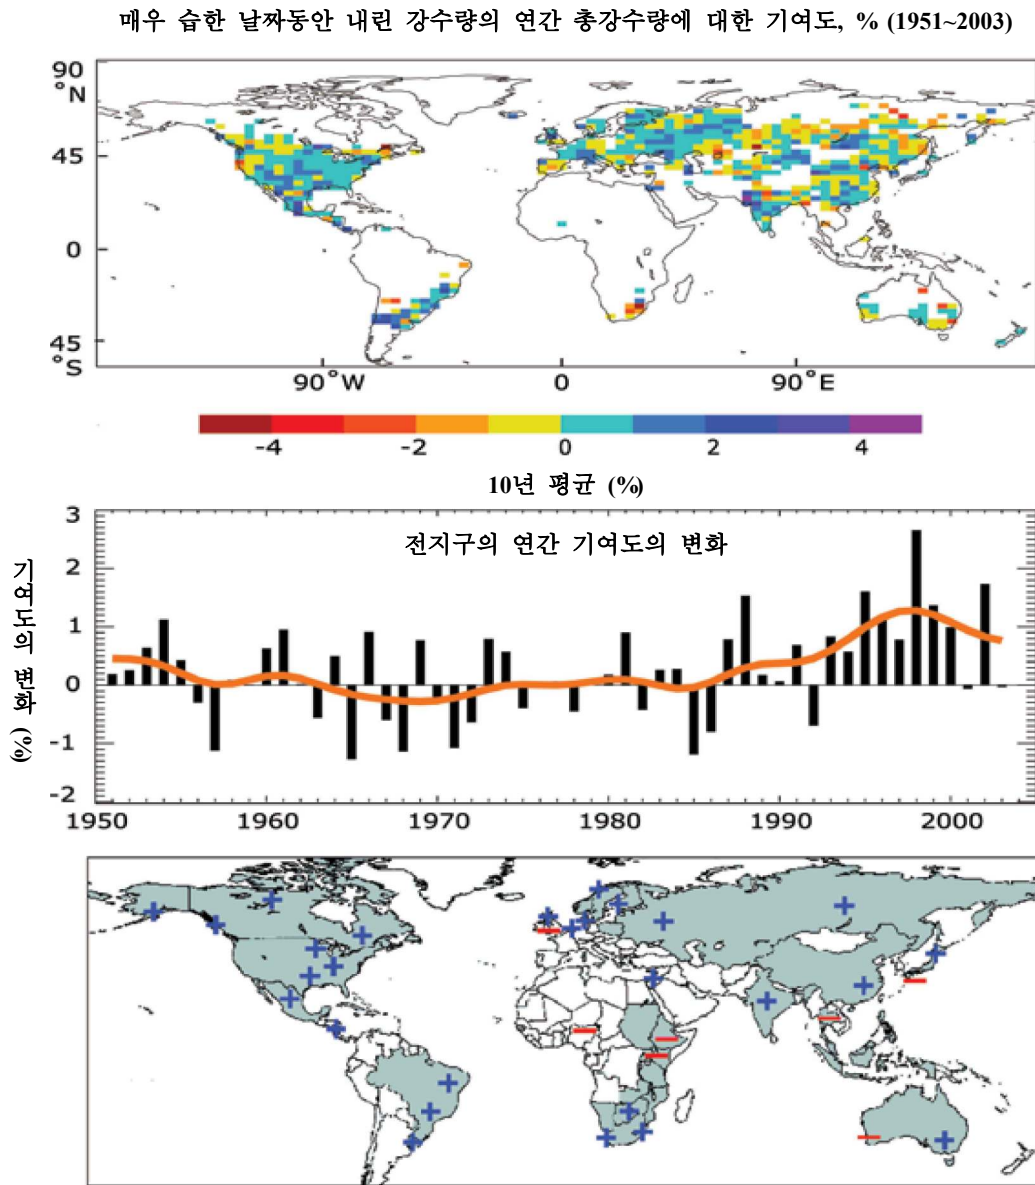 매우 습한 날짜동안 내린 강수량의 연간 총강수량에 대한 기여도, % (1951~2003)
90
°N
45
0
45
°S
90°W 0 90°E
-4 -2 0 2 4
10년 평균 (%)
전지구의 연간 기여도의 변화
기여도의 변화 (%)
3
2
1
0
-1
-2
1950 1960 1970 1980 1990 2000